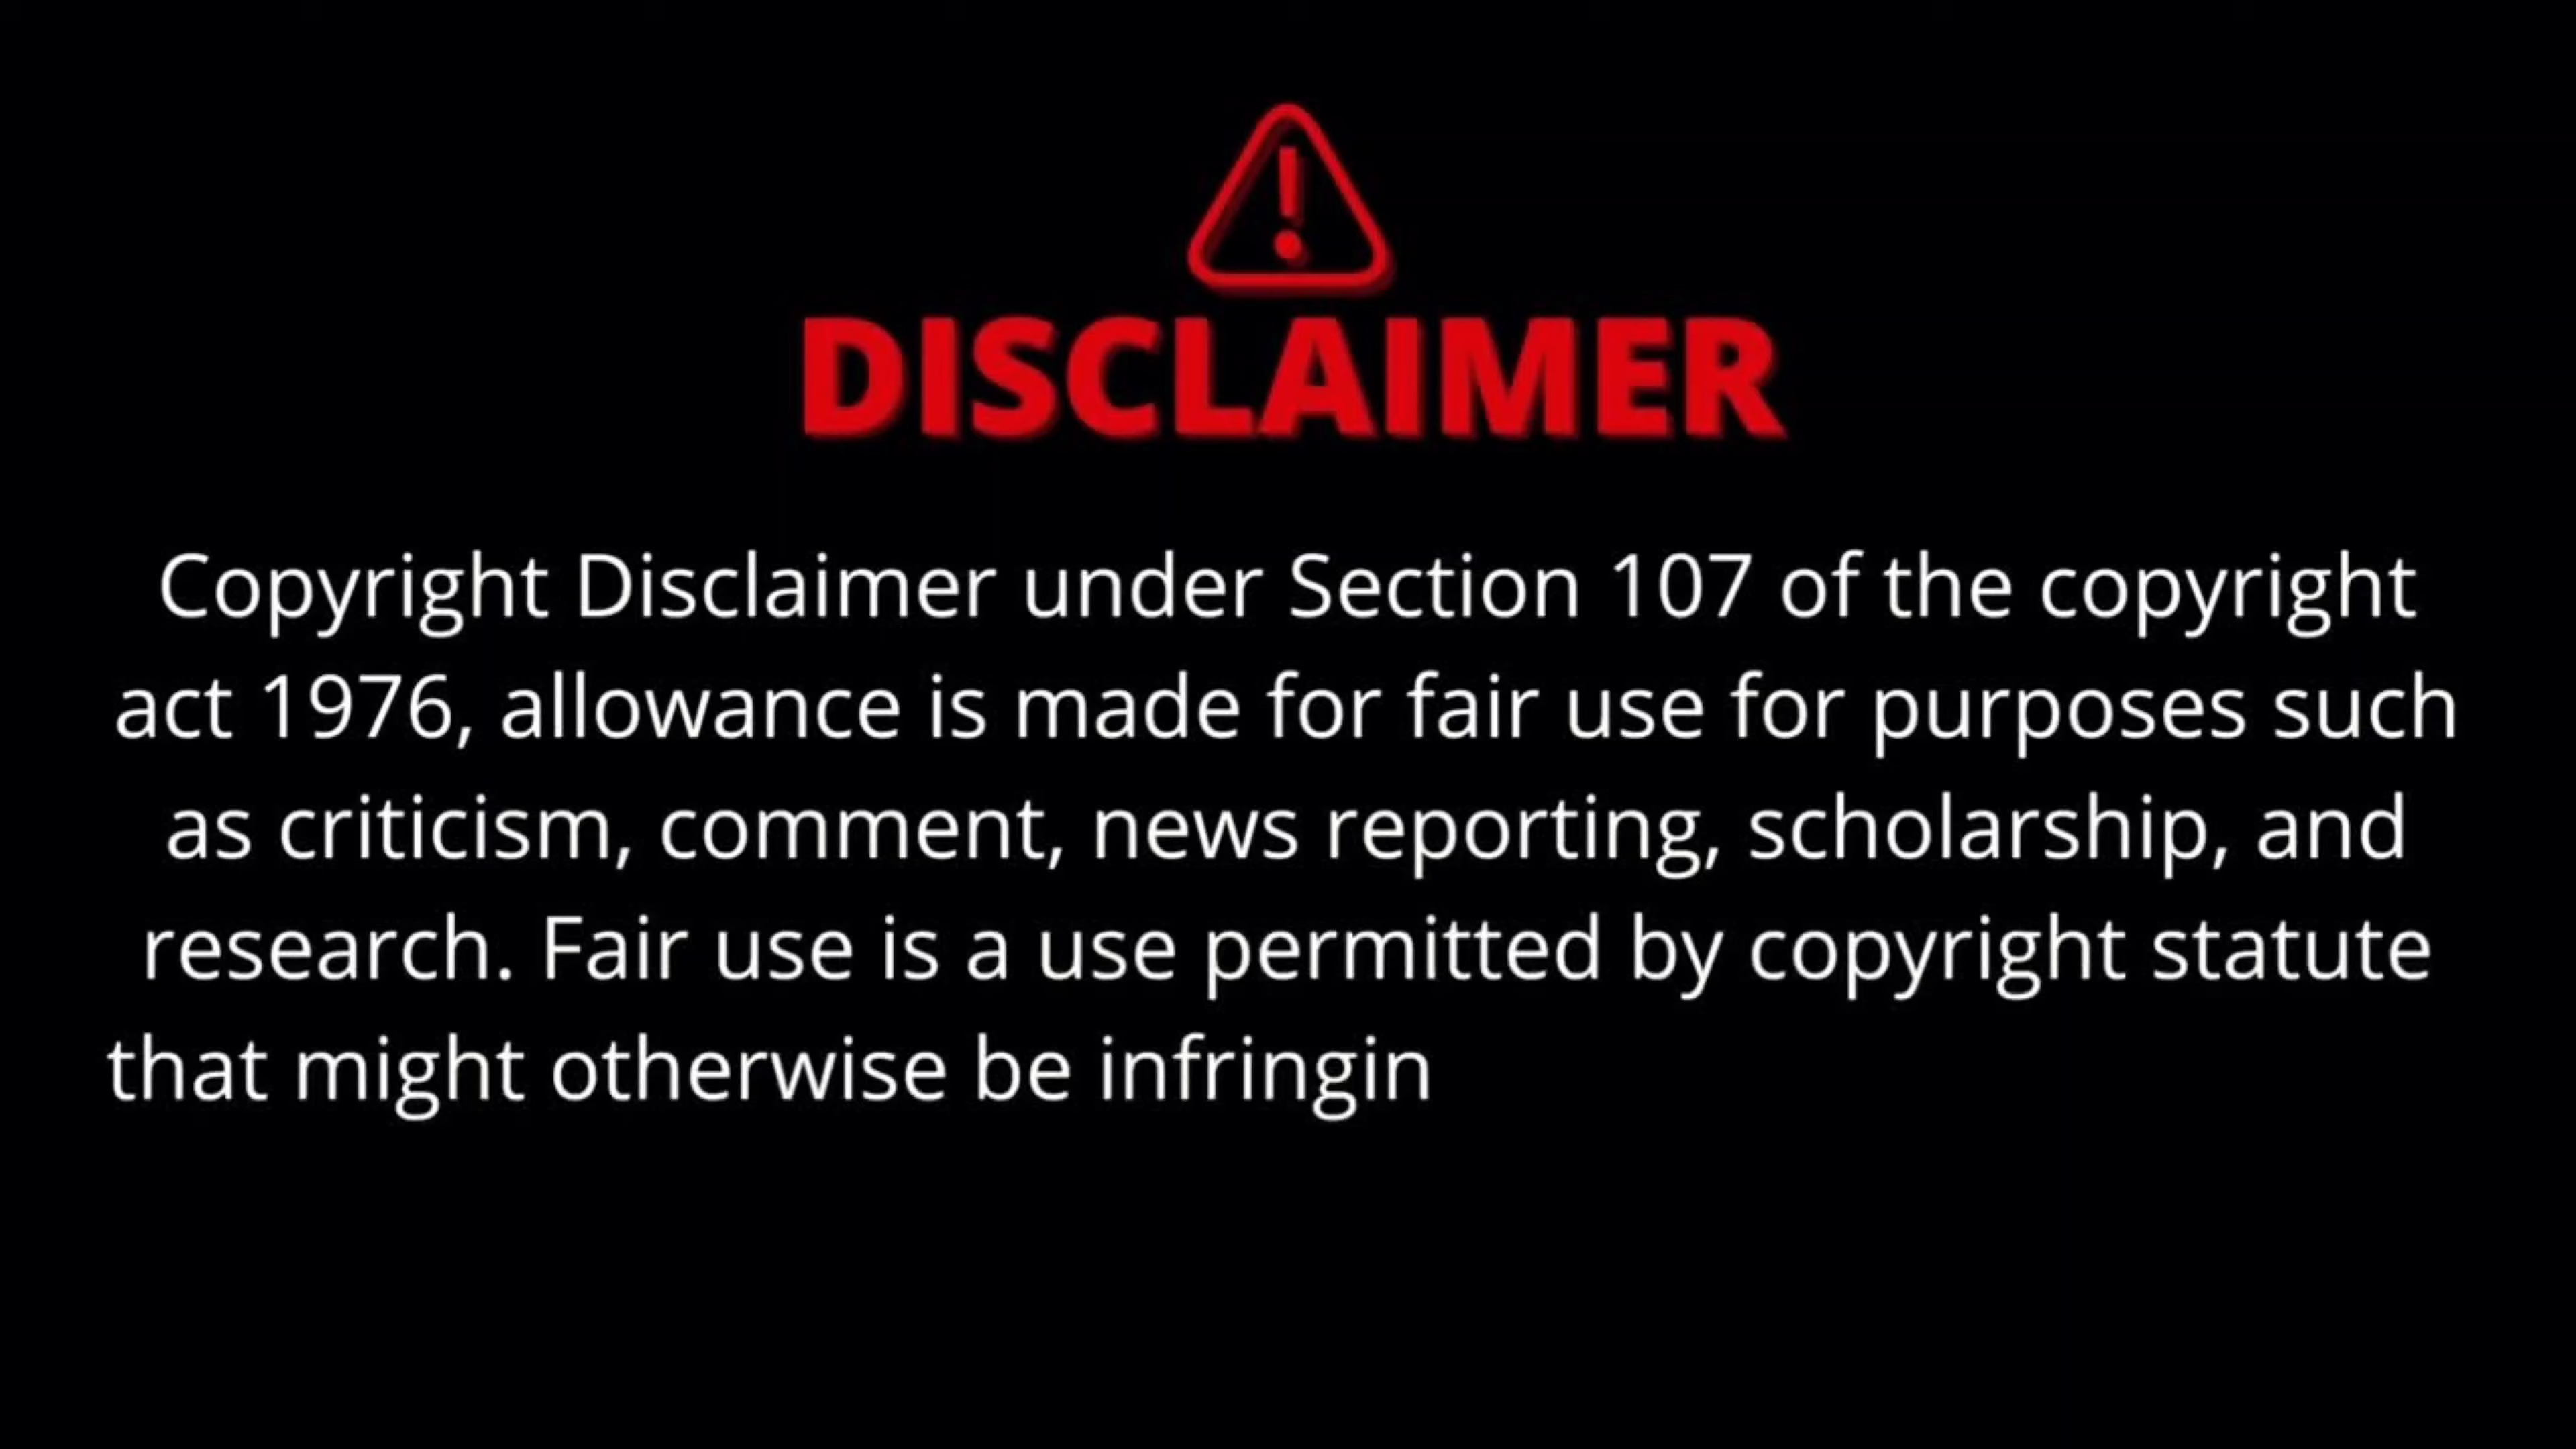 DISCLAIMER
Copyright Disclaimer under Section 107 of the copyright
act 1976, allowance is made for fair use for purposes such
as criticism, comment, news reporting, scholarship, and
research. Fair use is a use permitted by copyright statute
that might otherwise be infringin